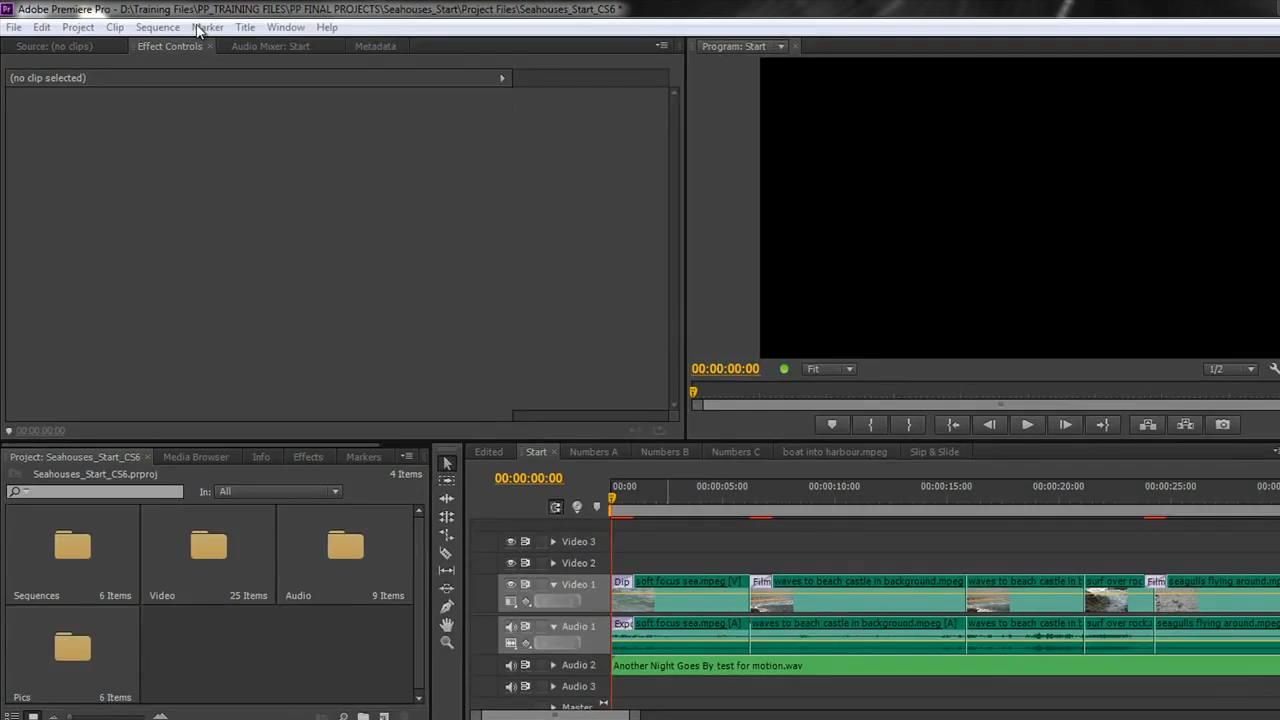 Adobe Premiere Pro - D:\Training Files\PP_TRAINING FILES\PP FINAL PROJECTS\Seahouses_Start\Project Files\Seahouses_Start_CS6 *
File Edit Project Clip Sequence Marker Title Window Help
Source: (no clips) Effect Controls × Audio Mixer: Start Metadata
Program: Start
(no clip selected)
00:00:00:00
Fit
1/2
00:00:00:00
Project: Seahouses_Start_CS6 × Media Browser Info Effects Markers
Seahouses_Start_CS6.prproj
4 Items
In: All
Sequences 6 Items
Video 25 Items
Audio 9 Items
Pics 6 Items
Edited Start × Numbers A Numbers B Numbers C boat into harbour.mpeg Slip & Slide
00:00:00:00
00:00 00:00:05:00 00:00:10:00 00:00:15:00 00:00:20:00 00:00:25:00 00:00
Video 3
Video 2
Video 1
Dip soft focus sea.mpeg [V] Film waves to beach castle in background.mpeg waves to beach castle in t surf over roc Film seagulls flying around.mp
Audio 1
Expo soft focus sea.mpeg [A] waves to beach castle in background.mpeg [A] waves to beach castle in t surf over rock. seagulls flying around.m
Audio 2
Another Night Goes By test for motion.wav
Audio 3
Master